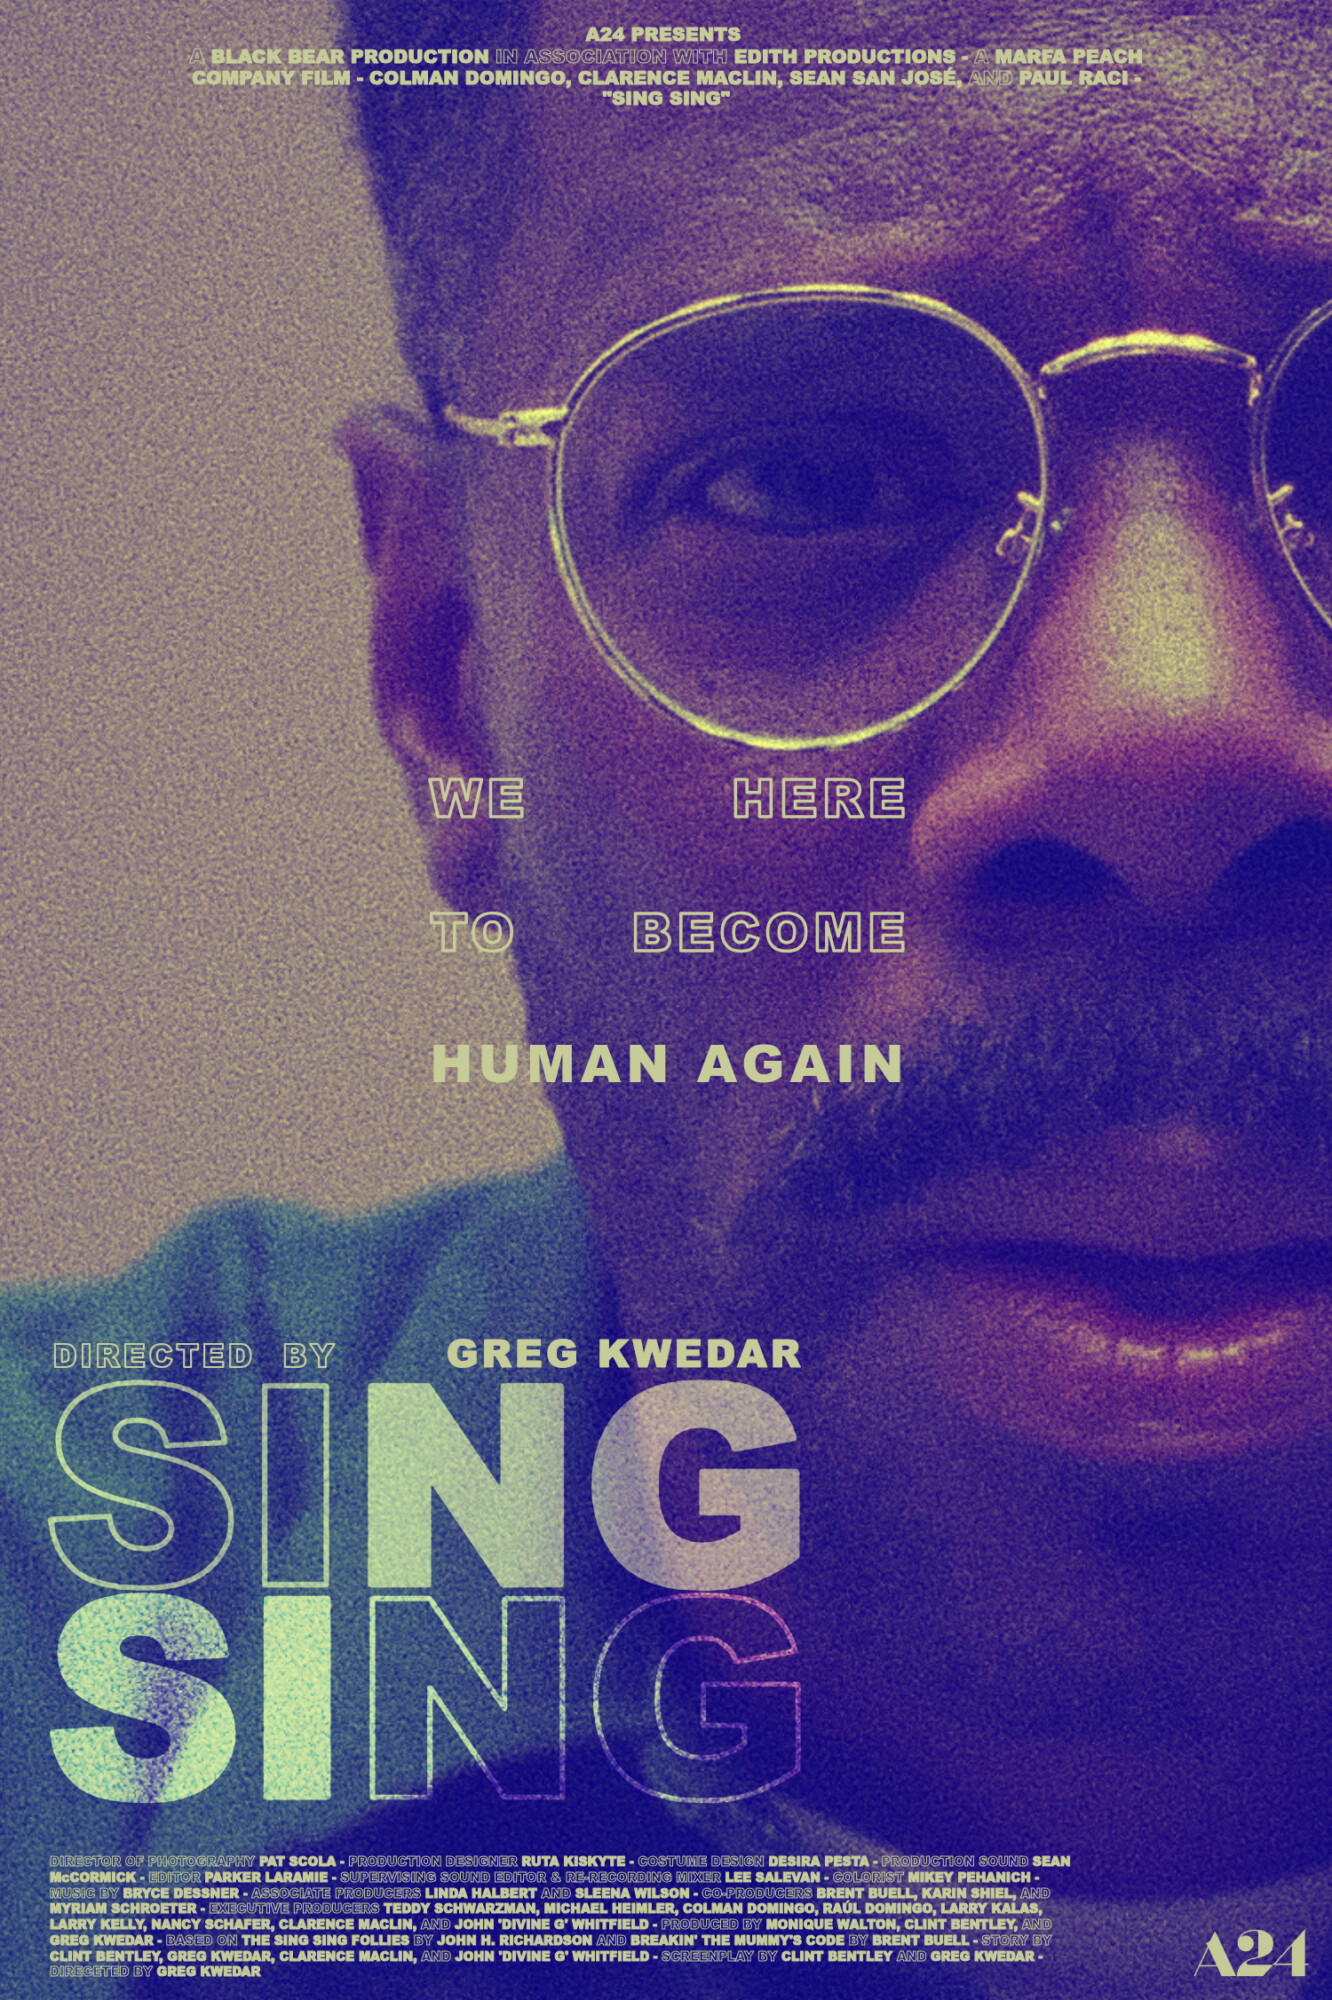 A24 PRESENTS
A BLACK BEAR PRODUCTION IN ASSOCIATION WITH EDITH PRODUCTIONS - A MARFA PEACH
COMPANY FILM - COLMAN DOMINGO, CLARENCE MACLIN, SEAN SAN JOSÉ, AND PAUL RACI -
"SING SING"
WE HERE
TO BECOME
HUMAN AGAIN
DIRECTED BY GREG KWEDAR
SING
SING
DIRECTOR OF PHOTOGRAPHY PAT SCOLA - PRODUCTION DESIGNER RUTA KISKYTE - COSTUME DESIGN DESIRA PESTA - PRODUCTION SOUND SEAN
McCORMICK - EDITOR PARKER LARAMIE - SUPERVISING SOUND EDITOR & RE-RECORDING MIXER LEE SALEVAN - COLORIST MIKEY PEHANICH -
MUSIC BY BRYCE DESSNER - ASSOCIATE PRODUCERS LINDA HALBERT AND SLEENA WILSON - CO-PRODUCERS BRENT BUELL, KARIN SHIEL, AND
MYRIAM SCHROETER - EXECUTIVE PRODUCERS TEDDY SCHWARZMAN, MICHAEL HEIMLER, COLMAN DOMINGO, RAÚL DOMINGO, LARRY KALAS,
LARRY KELLY, NANCY SCHAFER, CLARENCE MACLIN, AND JOHN 'DIVINE G' WHITFIELD - PRODUCED BY MONIQUE WALTON, CLINT BENTLEY, AND
GREG KWEDAR - BASED ON THE SING SING FOLLIES BY JOHN H. RICHARDSON AND BREAKIN' THE MUMMY'S CODE BY BRENT BUELL - STORY BY
CLINT BENTLEY, GREG KWEDAR, CLARENCE MACLIN, AND JOHN 'DIVINE G' WHITFIELD - SCREENPLAY BY CLINT BENTLEY AND GREG KWEDAR -
DIRECETED BY GREG KWEDAR
A24